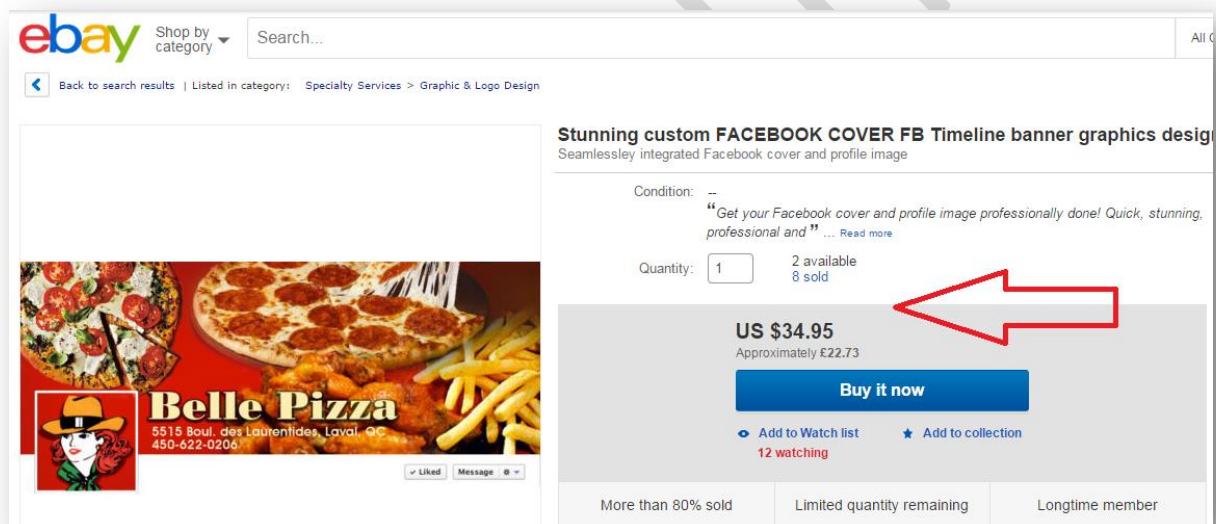 ebay
Shop by
category
Search...
All
Back to search results | Listed in category: Specialty Services > Graphic & Logo Design
Stunning custom FACEBOOK COVER FB Timeline banner graphics desig
Seamlessley integrated Facebook cover and profile image
Condition: --
“Get your Facebook cover and profile image professionally done! Quick, stunning,
professional and ” ... Read more
Quantity: 1
2 available
8 sold
US $34.95
Approximately £22.73
Buy it now
Add to Watch list
Add to collection
12 watching
More than 80% sold
Limited quantity remaining
Longtime member
Belle Pizza
5515 Boul. des Laurentides, Laval, QC
450-622-0206
Liked
Message